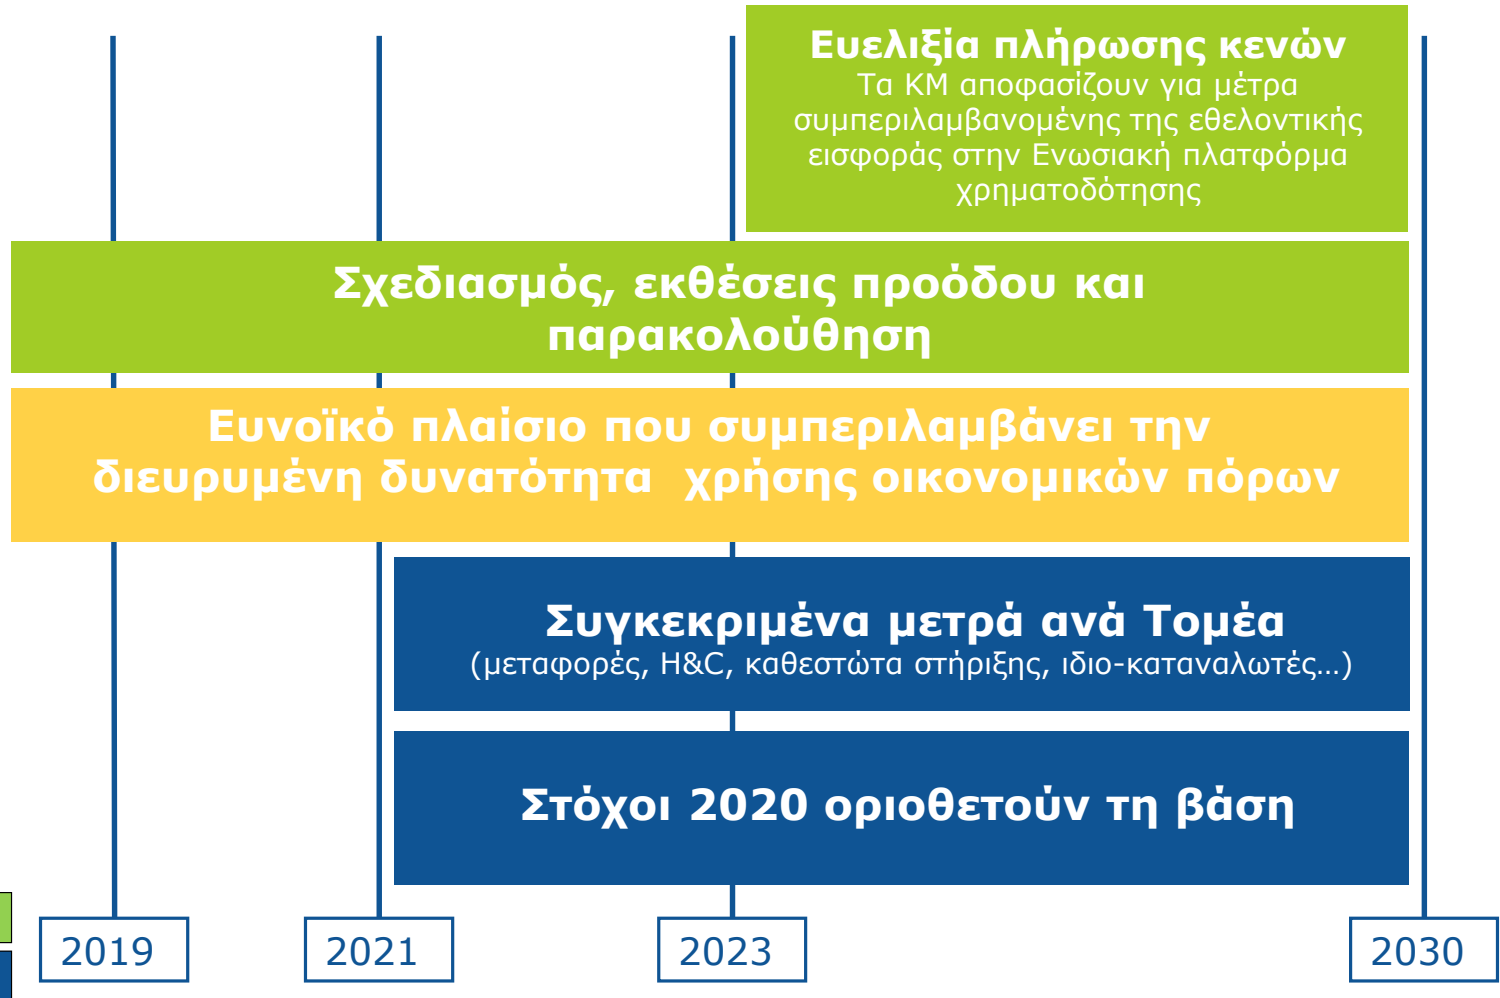 Ευελιξία πλήρωσης κενών
Τα ΚΜ αποφασίζουν για μέτρα
συμπεριλαμβανομένης της εθελοντικής
εισφοράς στην Ενωσιακή πλατφόρμα
χρηματοδότησης
Σχεδιασμός, εκθέσεις προόδου και
παρακολούθηση
Ευνοϊκό πλαίσιο που συμπεριλαμβάνει την
διευρυμένη δυνατότητα  χρήσης οικονομικών πόρων
Συγκεκριμένα μετρά ανά Τομέα
(μεταφορές, H&C, καθεστώτα στήριξης, ιδιο-καταναλωτές...)
Στόχοι 2020 οριοθετούν τη βάση
2019
2021
2023
2030